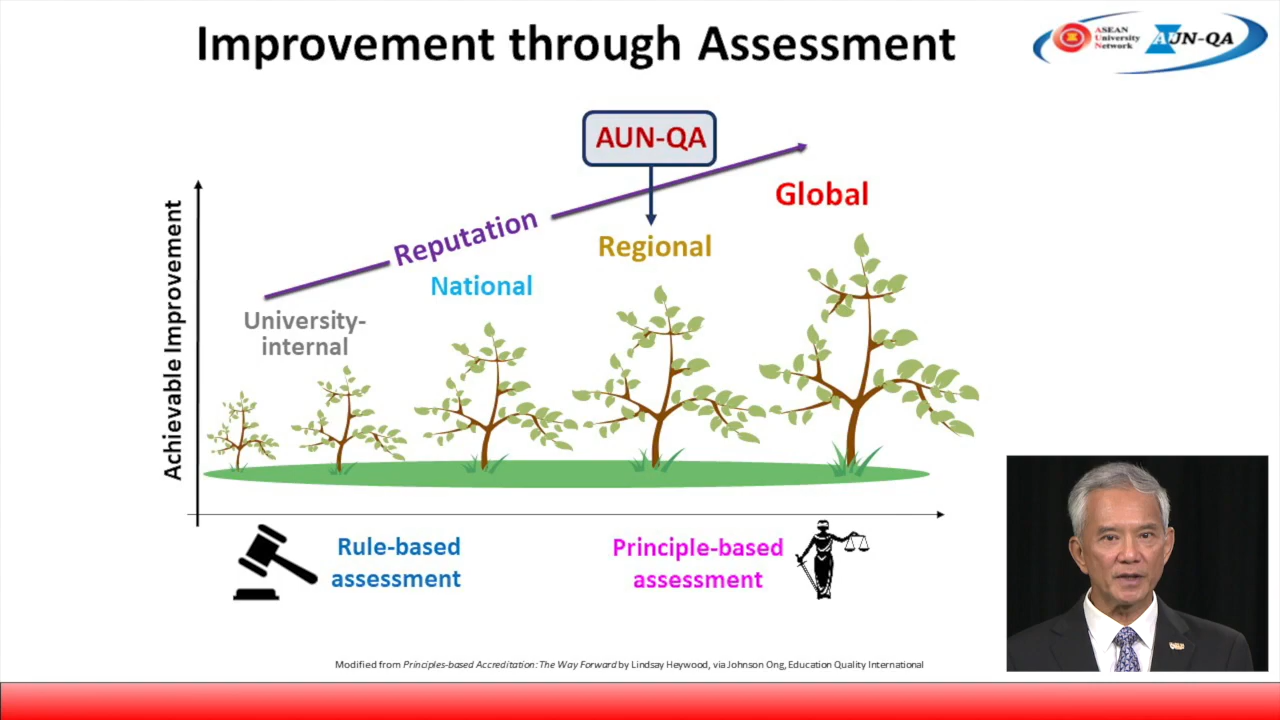 Improvement through Assessment
ASEAN
University
Network
AUN-QA
AUN-QA
Reputation
Global
Regional
National
University-
internal
Achievable Improvement
Rule-based
assessment
Principle-based
assessment
Modified from Principles-based Accreditation: The Way Forward by Lindsay Heywood, via Johnson Ong, Education Quality International